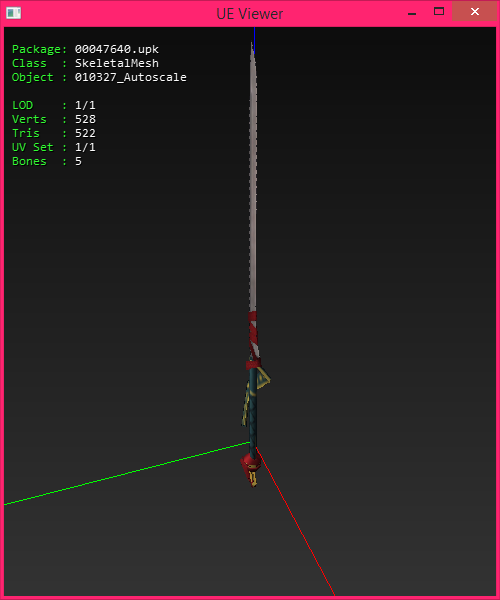 UE Viewer
Package: 00047640.upk
Class : SkeletalMesh
Object : 010327_Autoscale
LOD : 1/1
Verts : 528
Tris : 522
UV Set : 1/1
Bones : 5